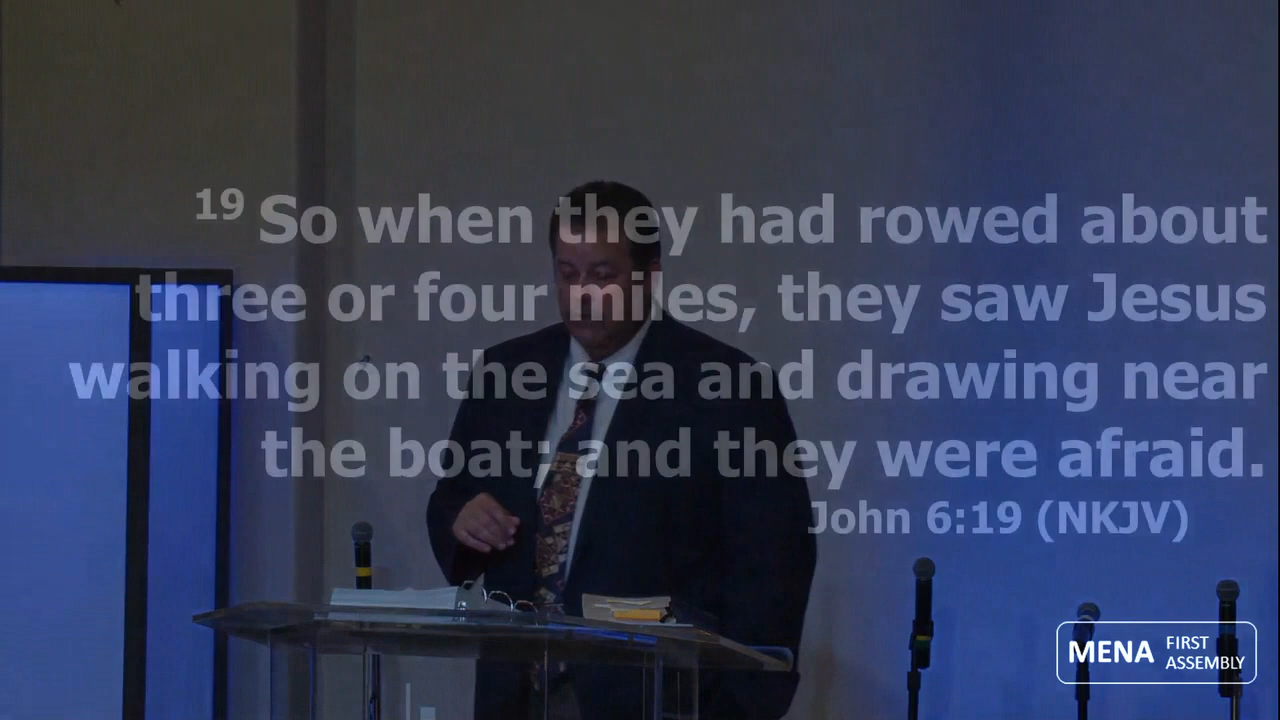 19 So when they had rowed about
three or four miles, they saw Jesus
walking on the sea and drawing near
the boat; and they were afraid.
John 6:19 (NKJV)
MENA FIRST
ASSEMBLY